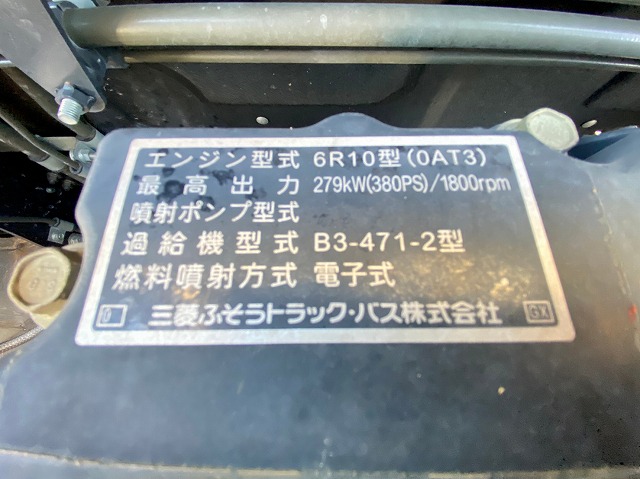 エンジン型式 6R10型(0AT3)
最高出力 279kW(380PS)/1800rpm
噴射ポンプ型式
過給機型式 B3-471-2型
燃料噴射方式 電子式
三菱ふそうトラック・バス株式会社 GX